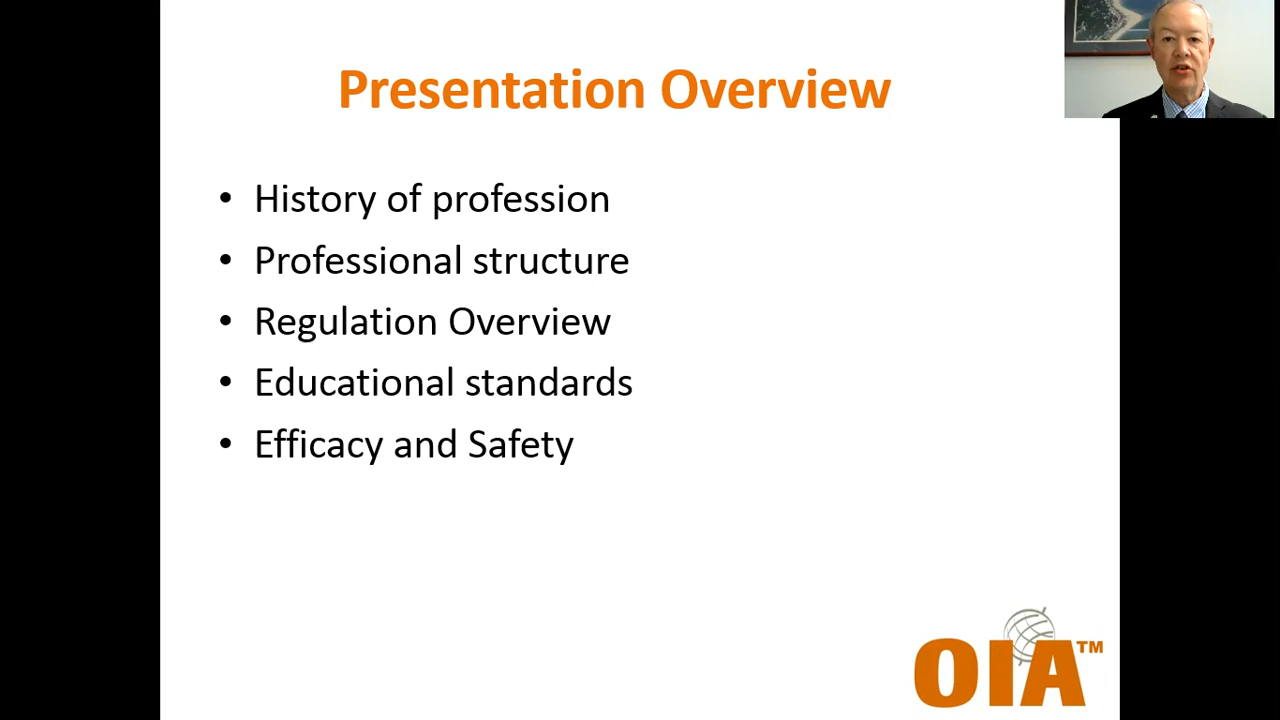 Presentation Overview
• History of profession
• Professional structure
• Regulation Overview
• Educational standards
• Efficacy and Safety
OIA™